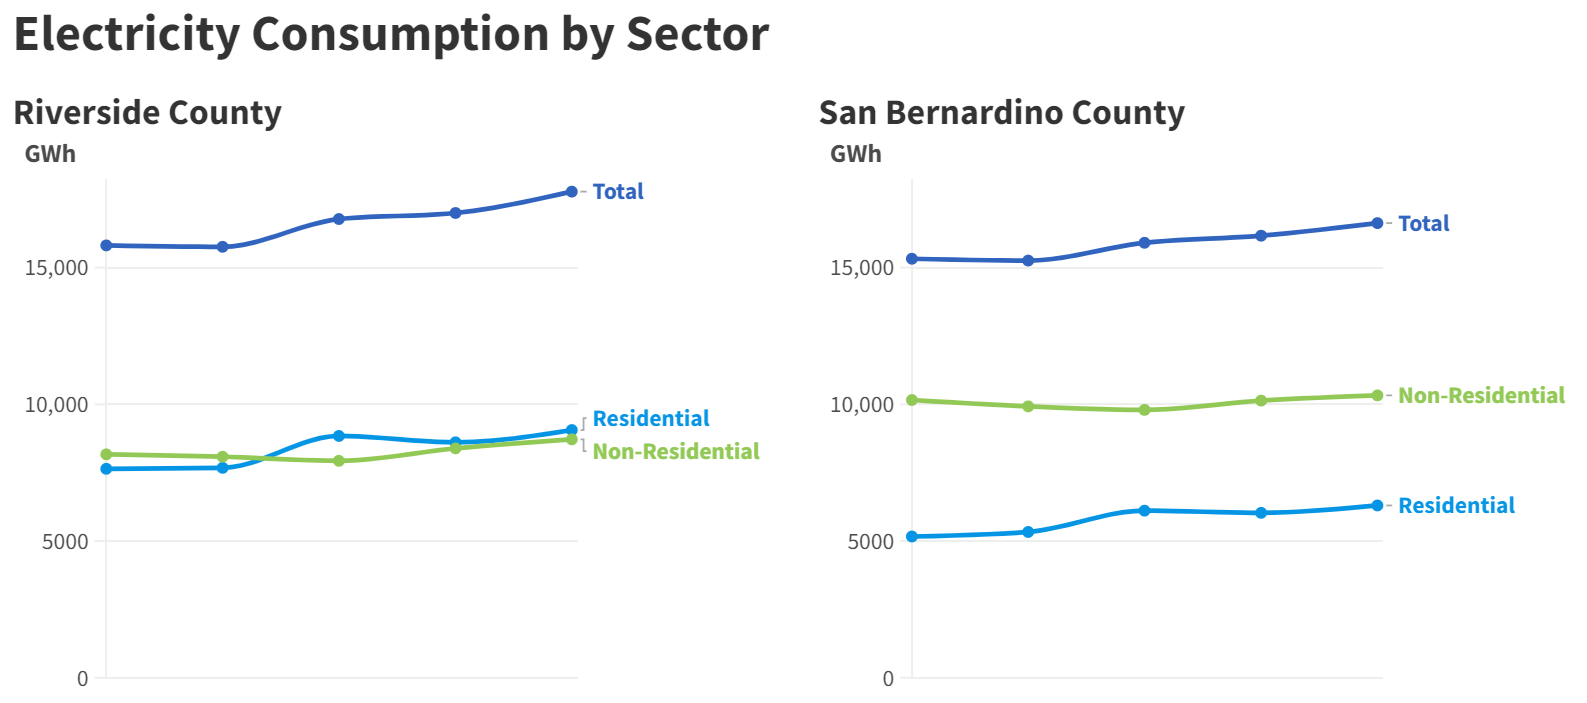 Electricity Consumption by Sector
Riverside County
GWh
Total
15,000
10,000
Residential
Non-Residential
5000
0
San Bernardino County
GWh
Total
15,000
Non-Residential
10,000
Residential
5000
0